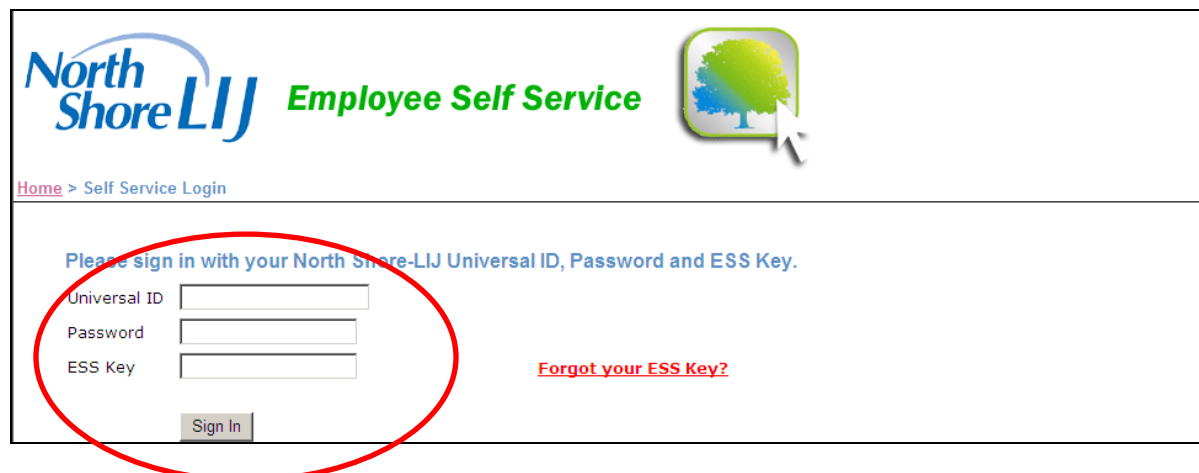 North
Shore LIJ
Employee Self Service
Home > Self Service Login
Please sign in with your North Shore-LIJ Universal ID, Password and ESS Key.
Universal ID
Password
ESS Key
Forgot your ESS Key?
Sign In